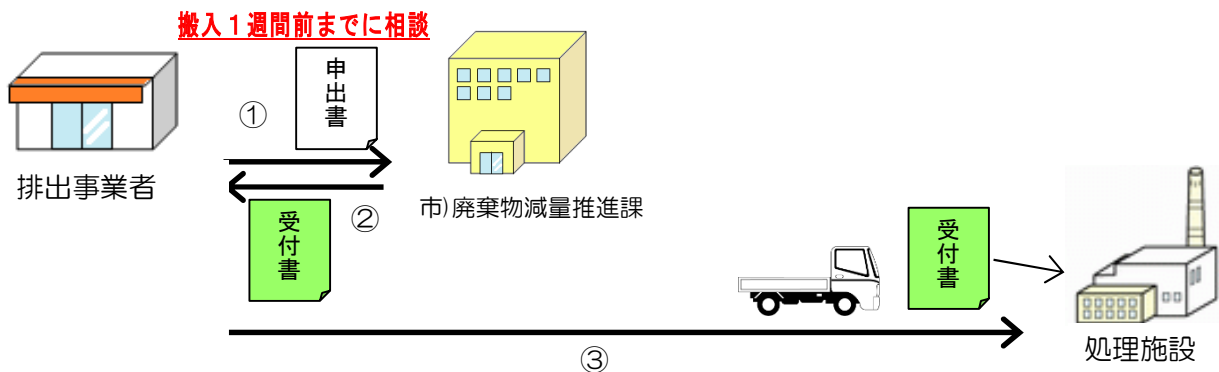 搬入１週間前までに相談
申出書
①
排出事業者
市)廃棄物減量推進課
②
受付書
受付書
処理施設
③